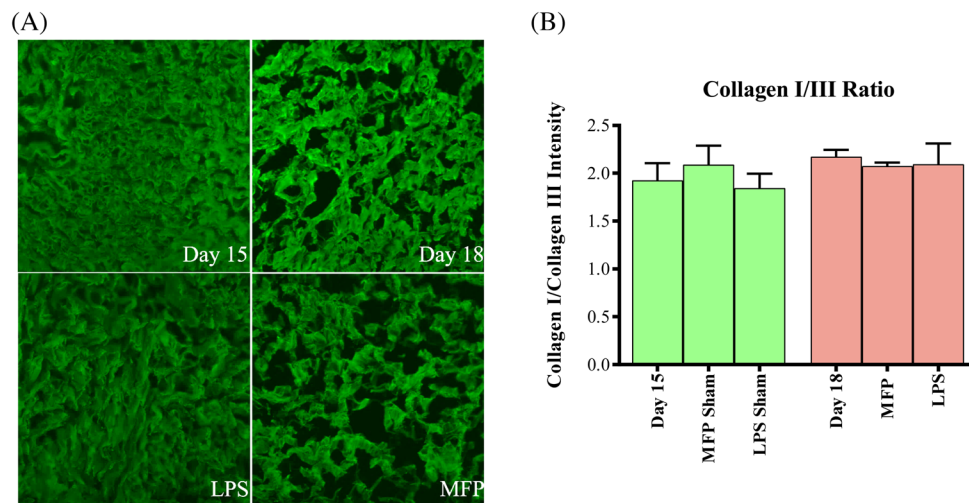 (A)
Day 15
Day 18
LPS
MFP
(B)
Collagen I/III Ratio
Collagen I/Collagen III Intensity
2.5
2.0
1.5
1.0
0.5
0.0
Day 15
MFP Sham
LPS Sham
Day 18
MFP
LPS